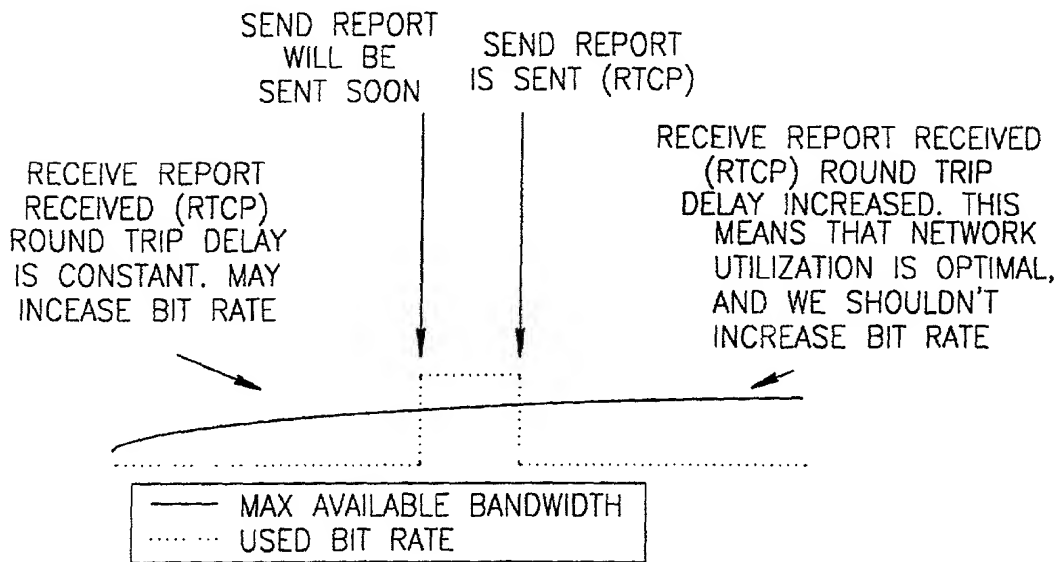 SEND REPORT
WILL BE
SENT SOON
SEND REPORT
IS SENT (RTCP)
RECEIVE REPORT
RECEIVED (RTCP)
ROUND TRIP DELAY
IS CONSTANT. MAY
INCEASE BIT RATE
RECEIVE REPORT RECEIVED
(RTCP) ROUND TRIP
DELAY INCREASED. THIS
MEANS THAT NETWORK
UTILIZATION IS OPTIMAL,
AND WE SHOULDN'T
INCREASE BIT RATE
MAX AVAILABLE BANDWIDTH
USED BIT RATE